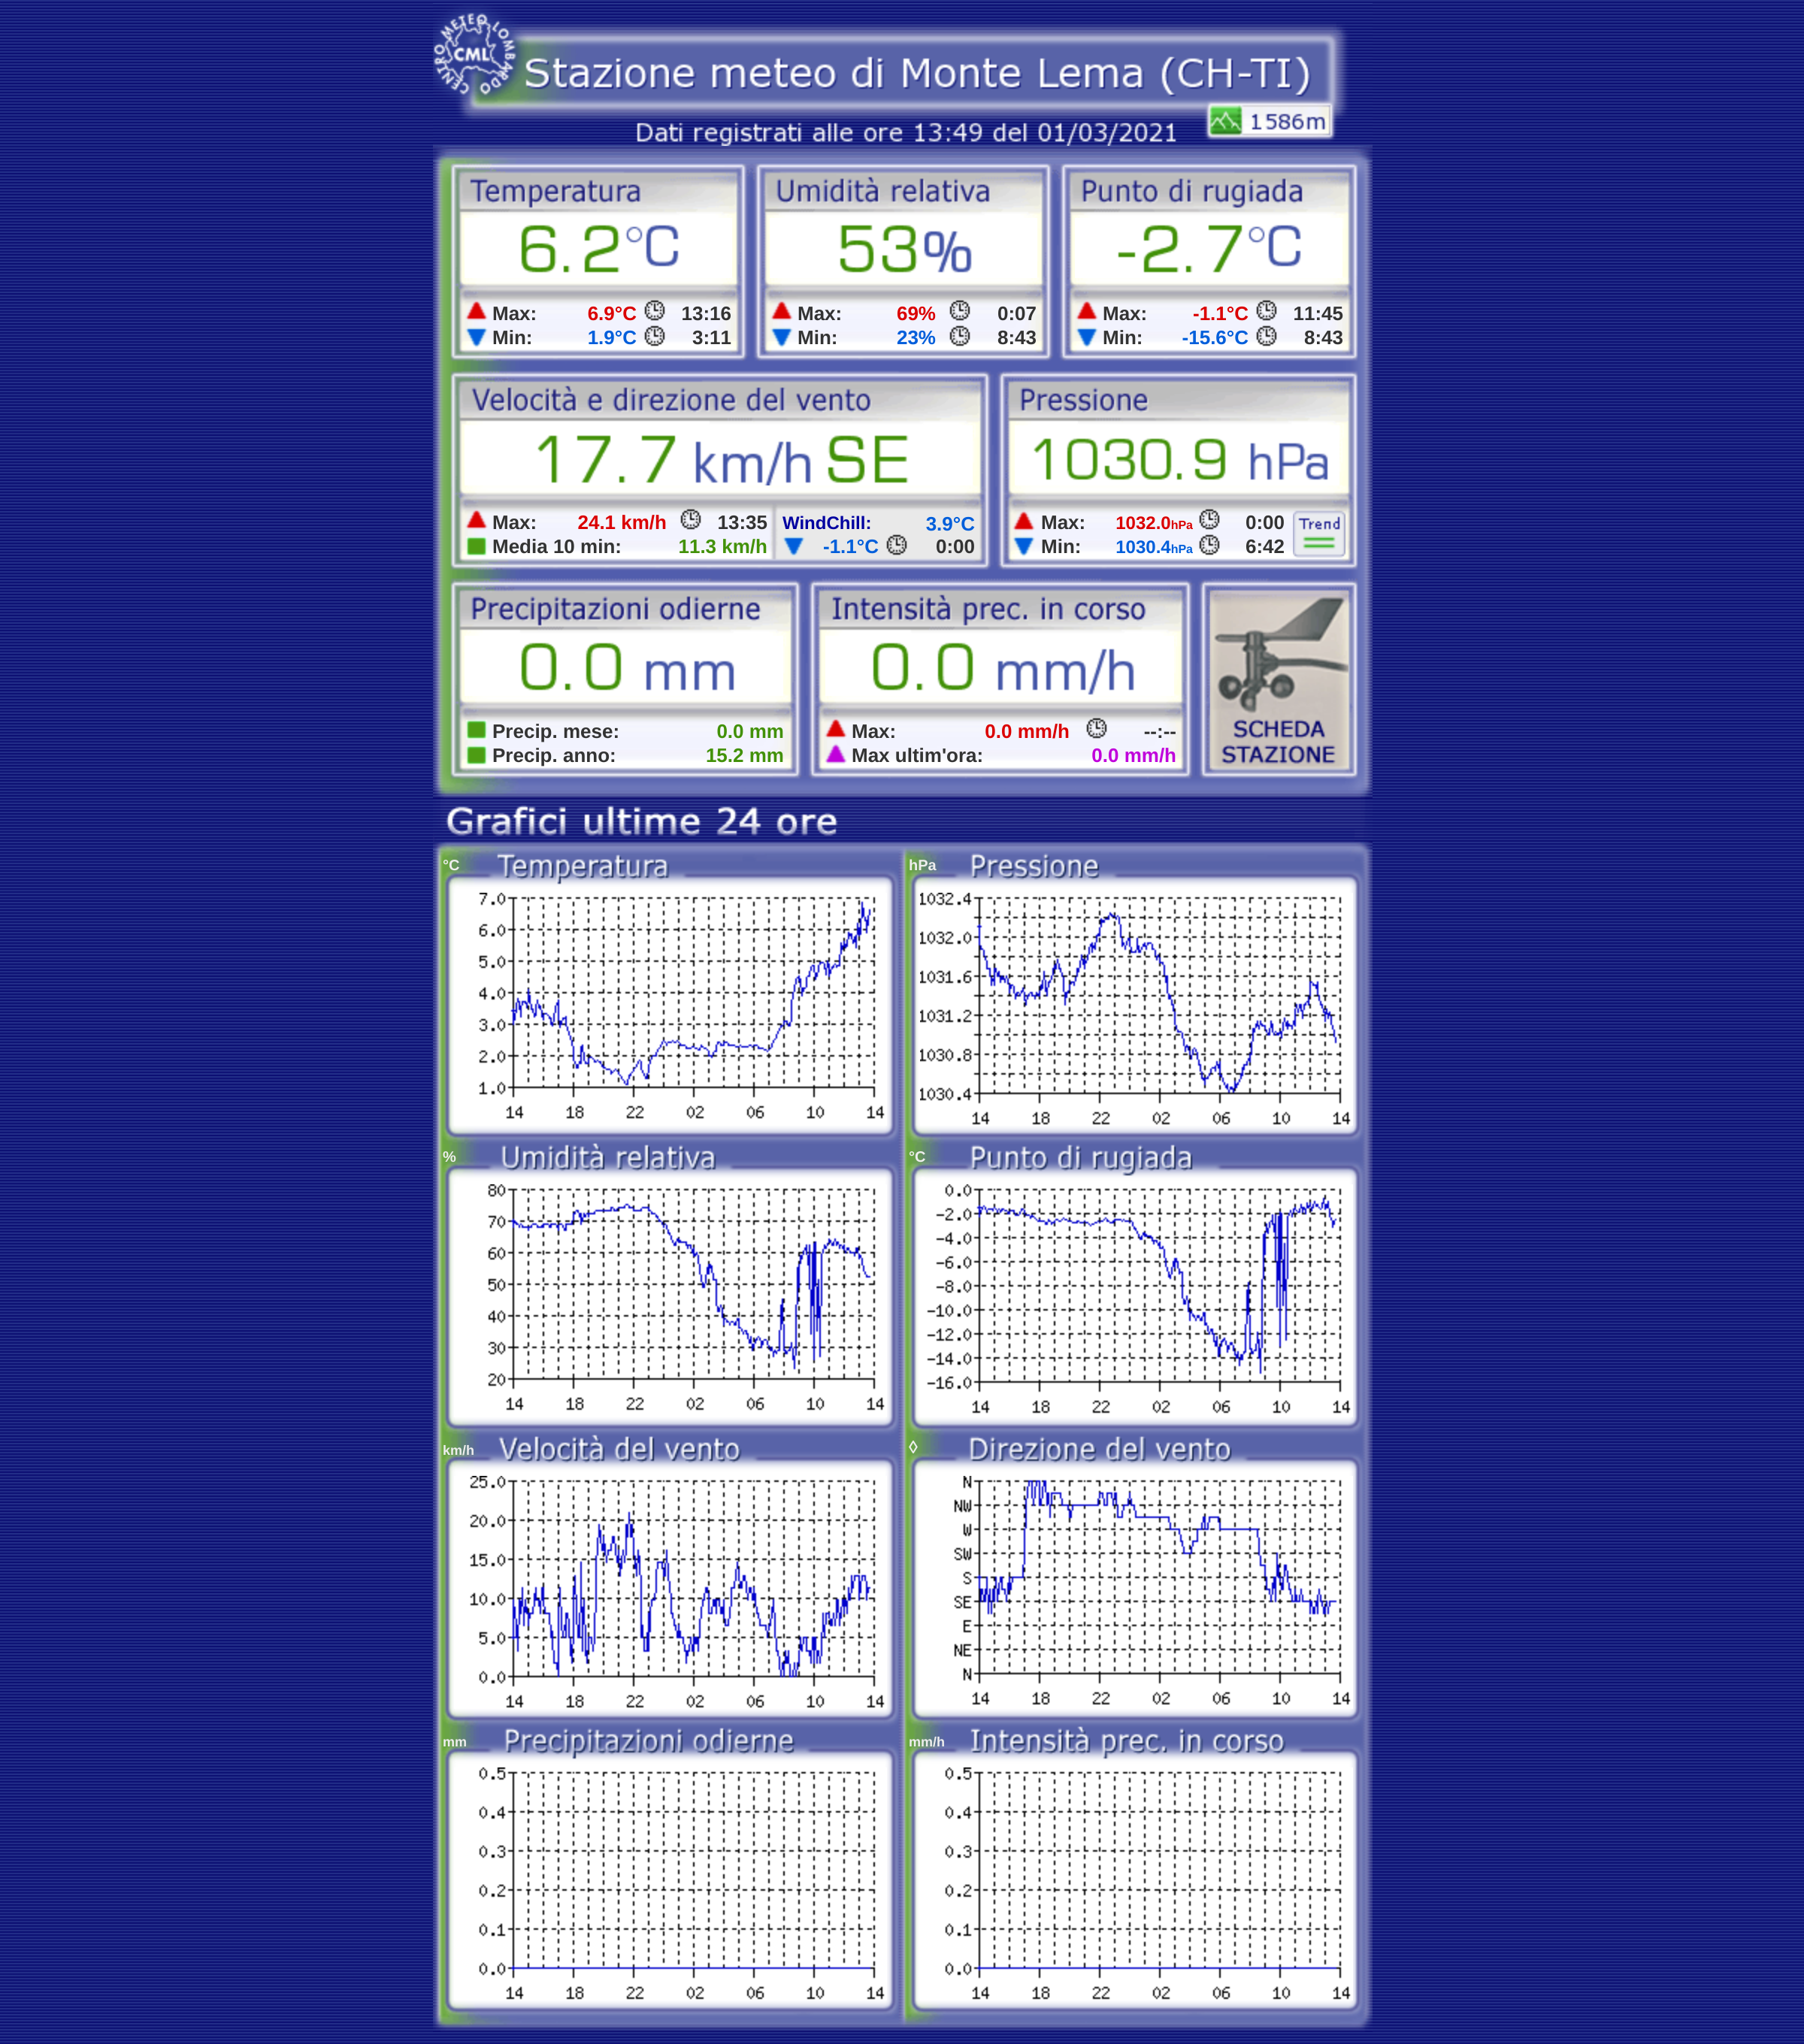 CENTRO METEO LOMBARDO
CML
Stazione meteo di Monte Lema (CH-TI)
1586m
Dati registrati alle ore 13:49 del 01/03/2021
Temperatura Umidità relativa Punto di rugiada
6.2°C 53% -2.7°C
Max: 6.9°C 13:16 Max: 69% 0:07 Max: -1.1°C 11:45
Min: 1.9°C 3:11 Min: 23% 8:43 Min: -15.6°C 8:43
Velocità e direzione del vento Pressione
17.7 km/h SE 1030.9 hPa
Max: 24.1 km/h 13:35 WindChill: 3.9°C Max: 1032.0hPa 0:00 Trend
Media 10 min: 11.3 km/h -1.1°C 0:00 Min: 1030.4hPa 6:42
Precipitazioni odierne Intensità prec. in corso
0.0 mm 0.0 mm/h
Precip. mese: 0.0 mm Max: 0.0 mm/h --:-- SCHEDA
Precip. anno: 15.2 mm Max ultim'ora: 0.0 mm/h STAZIONE
Grafici ultime 24 ore
°C Temperatura hPa Pressione
7.0 1032.4
6.0 1032.0
5.0 1031.6
4.0
3.0 1031.2
2.0 1030.8
1.0 1030.4
14 18 22 02 06 10 14 14 18 22 02 06 10 14
% Umidità relativa °C Punto di rugiada
80 0.0
70 -2.0
60 -4.0
50 -6.0
40 -8.0
30 -10.0
20 -12.0
-14.0
-16.0
14 18 22 02 06 10 14 14 18 22 02 06 10 14
km/h Velocità del vento ◊ Direzione del vento
25.0 N
20.0 NW
15.0 W
10.0 SW
5.0 S
0.0 SE
E
NE
N
14 18 22 02 06 10 14 14 18 22 02 06 10 14
mm Precipitazioni odierne mm/h Intensità prec. in corso
0.5 0.5
0.4 0.4
0.3 0.3
0.2 0.2
0.1 0.1
0.0 0.0
14 18 22 02 06 10 14 14 18 22 02 06 10 14